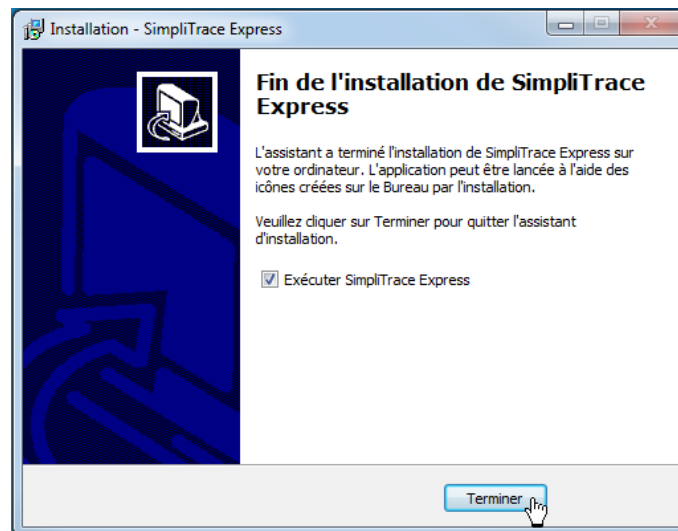 Installation - SimpliTrace Express
Fin de l'installation de SimpliTrace
Express
L'assistant a terminé l'installation de SimpliTrace Express sur
votre ordinateur. L'application peut être lancée à l'aide des
icônes créées sur le Bureau par l'installation.
Veuillez cliquer sur Terminer pour quitter l'assistant
d'installation.
Exécuter SimpliTrace Express
Terminer